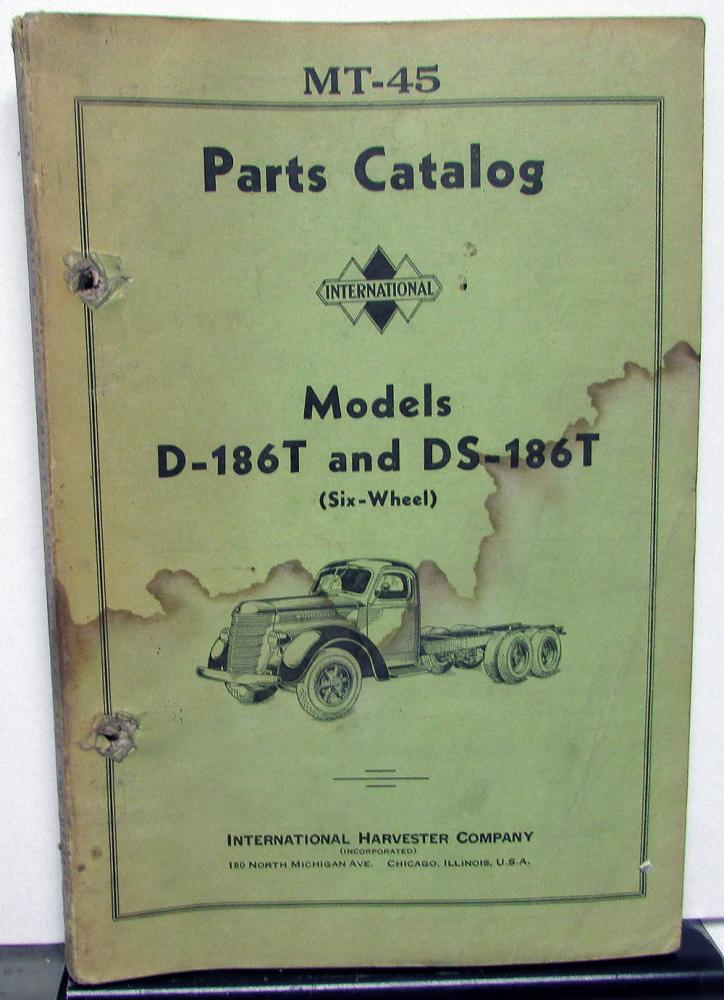 MT-45
Parts Catalog
INTERNATIONAL
Models
D-186T and DS-186T
(Six-Wheel)
INTERNATIONAL HARVESTER COMPANY
(INCORPORATED)
180 NORTH MICHIGAN AVE. CHICAGO, ILLINOIS, U.S.A.